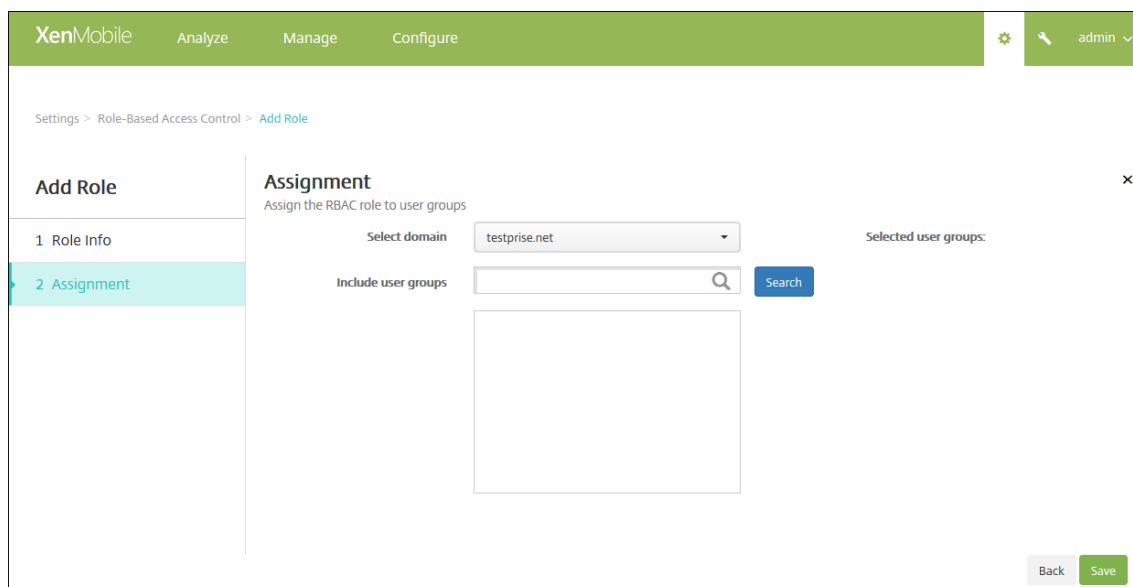 XenMobile Analyze Manage Configure admin
Settings > Role-Based Access Control > Add Role
Add Role
1 Role Info
2 Assignment
Assignment
Assign the RBAC role to user groups
Select domain testprise.net Selected user groups:
Include user groups Search
Back Save